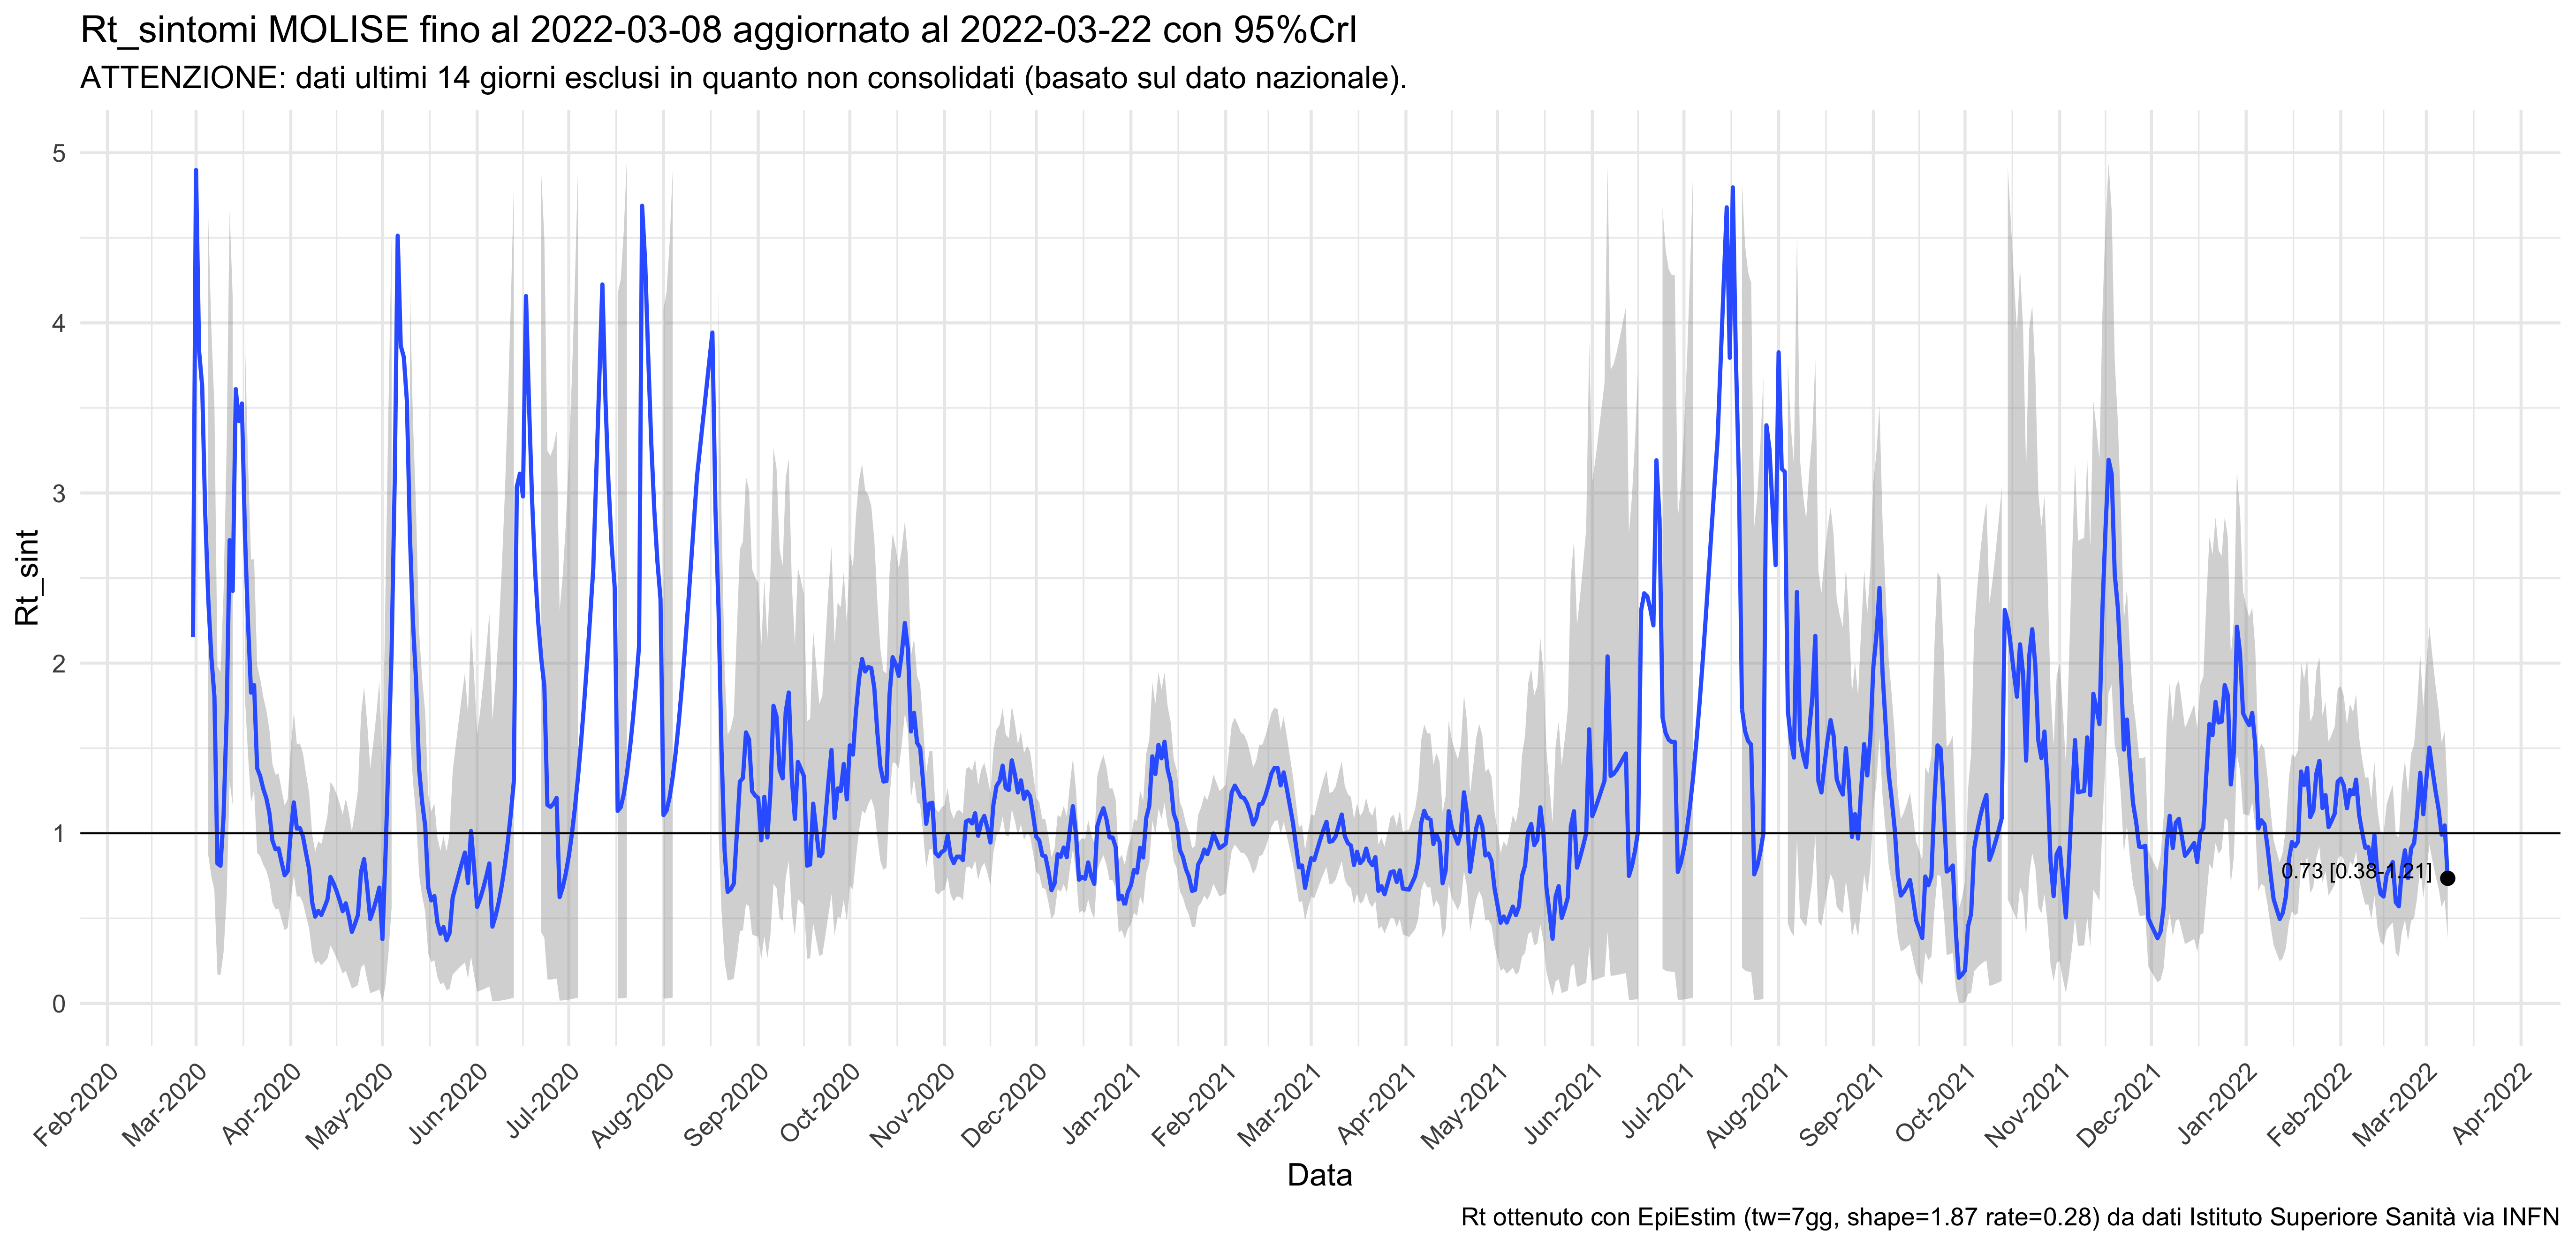 Rt_sintomi MOLISE fino al 2022-03-08 aggiornato al 2022-03-22 con 95%CrI
ATTENZIONE: dati ultimi 14 giorni esclusi in quanto non consolidati (basato sul dato nazionale).
5
4
3
2
1
0
Rt_sint
0.73 [0.38-1.21]
Feb-2020
Mar-2020
Apr-2020
May-2020
Jun-2020
Jul-2020
Aug-2020
Sep-2020
Oct-2020
Nov-2020
Dec-2020
Jan-2021
Feb-2021
Mar-2021
Apr-2021
May-2021
Jun-2021
Jul-2021
Aug-2021
Sep-2021
Oct-2021
Nov-2021
Dec-2021
Jan-2022
Feb-2022
Mar-2022
Apr-2022
Data
Rt ottenuto con EpiEstim (tw=7gg, shape=1.87 rate=0.28) da dati Istituto Superiore Sanità via INFN